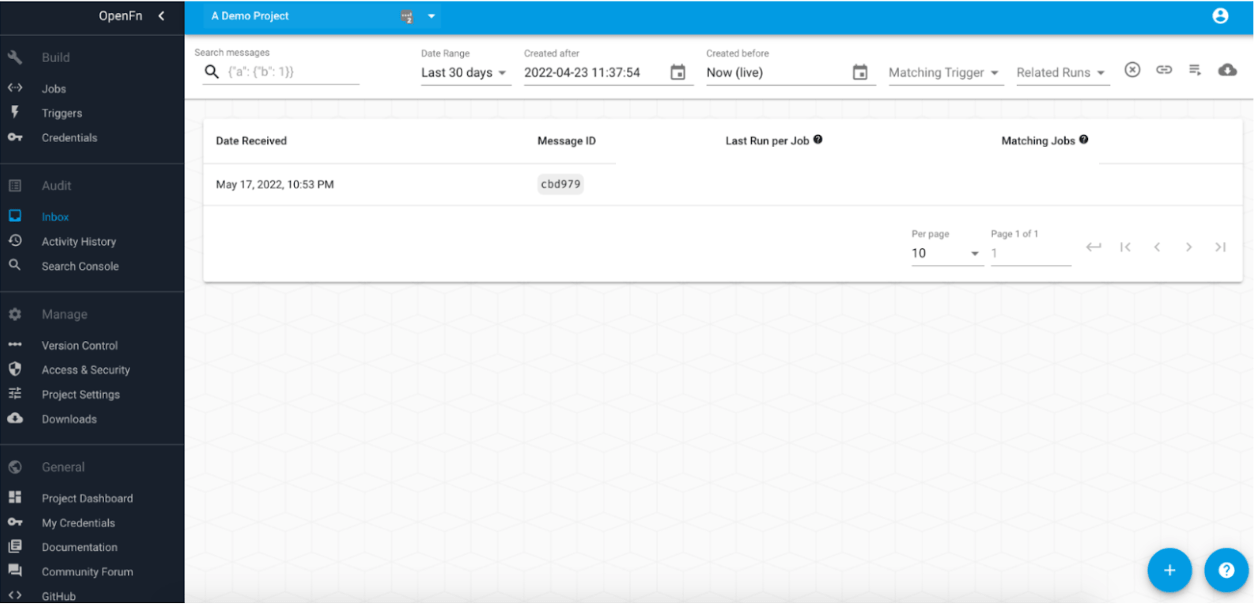 OpenFn
A Demo Project
Build
Jobs
Triggers
Credentials
Audit
Inbox
Activity History
Search Console
Manage
Version Control
Access & Security
Project Settings
Downloads
General
Project Dashboard
My Credentials
Documentation
Community Forum
GitHub
Search messages
{"a": {"b": 1}}
Date Range
Last 30 days
Created after
2022-04-23 11:37:54
Created before
Now (live)
Matching Trigger
Related Runs
Date Received Message ID Last Run per Job Matching Jobs
May 17, 2022, 10:53 PM cbd979
Per page
10
Page 1 of 1
1